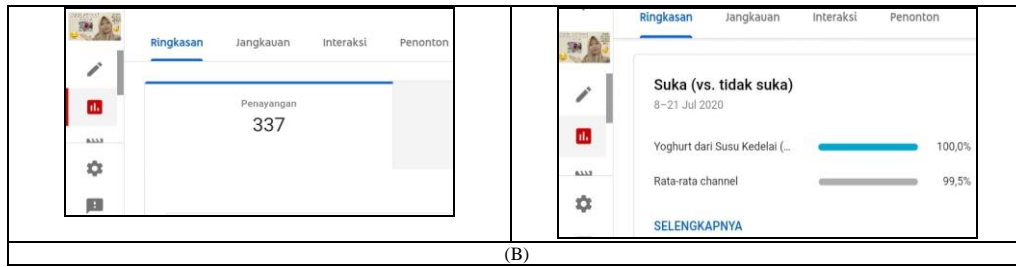 Ringkasan Jangkauan Interaksi Penonton
Penayangan
337
Ringkasan Jangkauan Interaksi Penonton
Suka (vs. tidak suka)
8–21 Jul 2020
Yoghurt dari Susu Kedelai (... 100,0%
Rata-rata channel 99,5%
SELENGKAPNYA
(B)